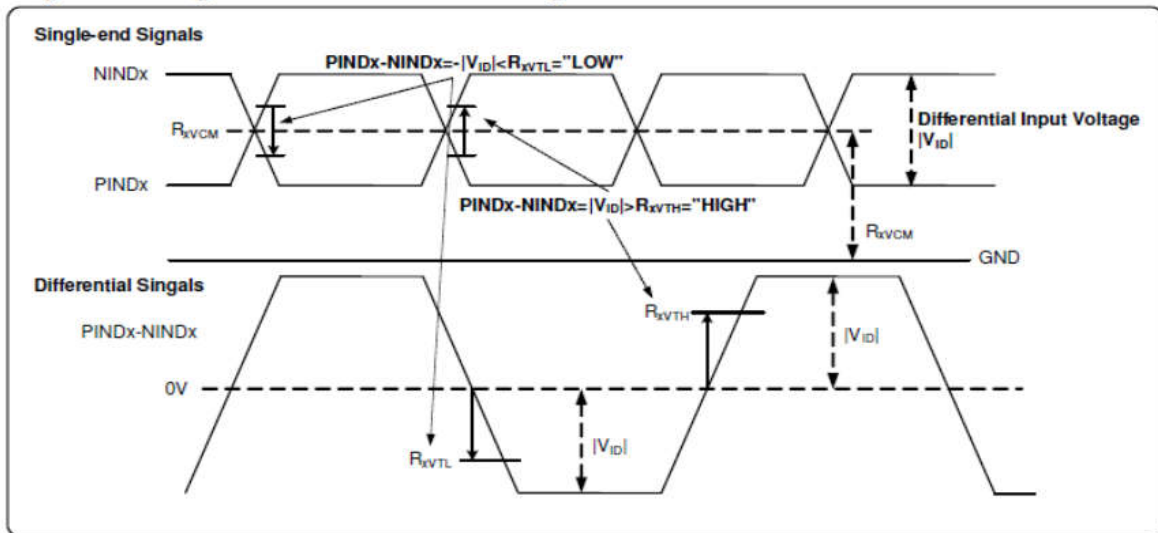 Single-end Signals
NINDx
PINDx-NINDx=-|VID|<RxVTL="LOW"
RxVCM
Differential Input Voltage
|VID|
PINDx
PINDx-NINDx=|VID|>RxVTH="HIGH"
RxVCM
GND
Differential Singals
PINDx-NINDx
RxVTH
|VID|
0V
RxVTL
|VID|